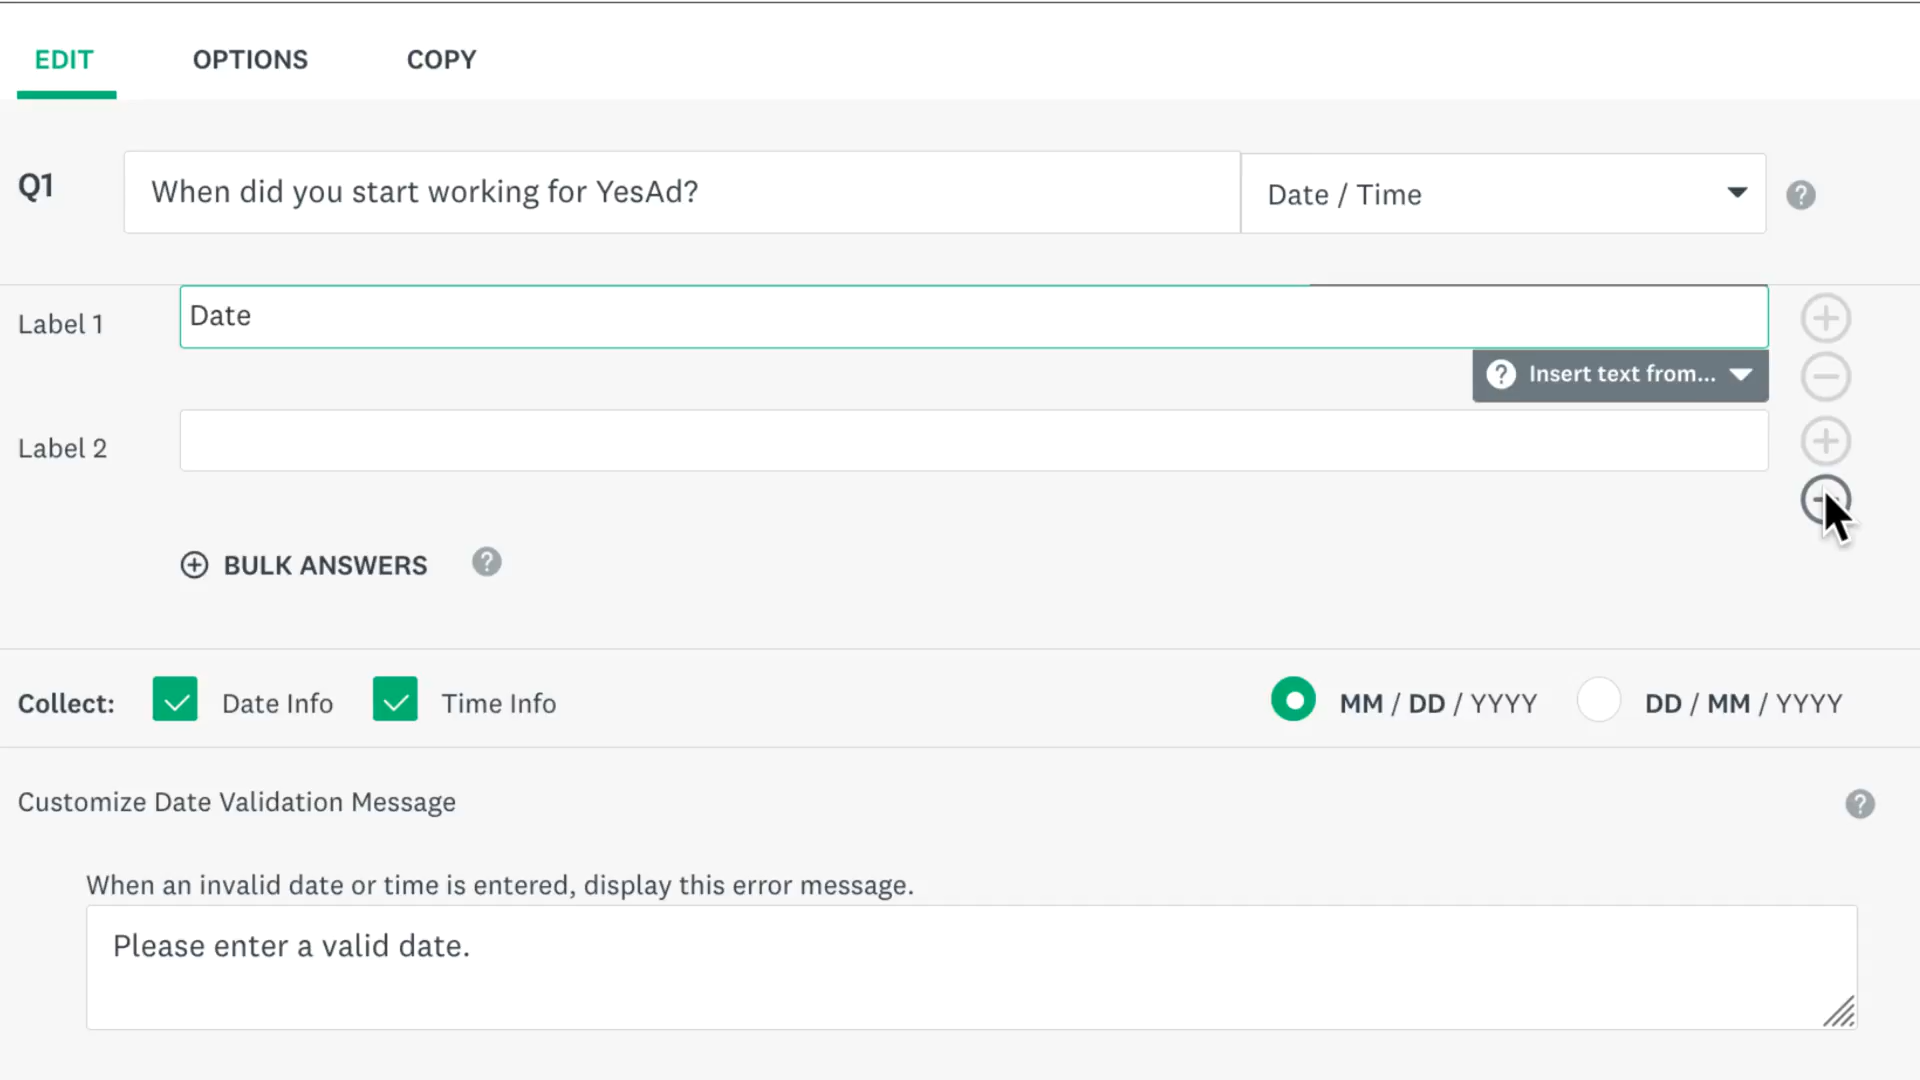 EDIT OPTIONS COPY
Q1 When did you start working for YesAd? Date / Time ?
Label 1 Date
? Insert text from...
Label 2
BULK ANSWERS ?
Collect: Date Info Time Info MM / DD / YYYY DD / MM / YYYY
Customize Date Validation Message ?
When an invalid date or time is entered, display this error message.
Please enter a valid date.